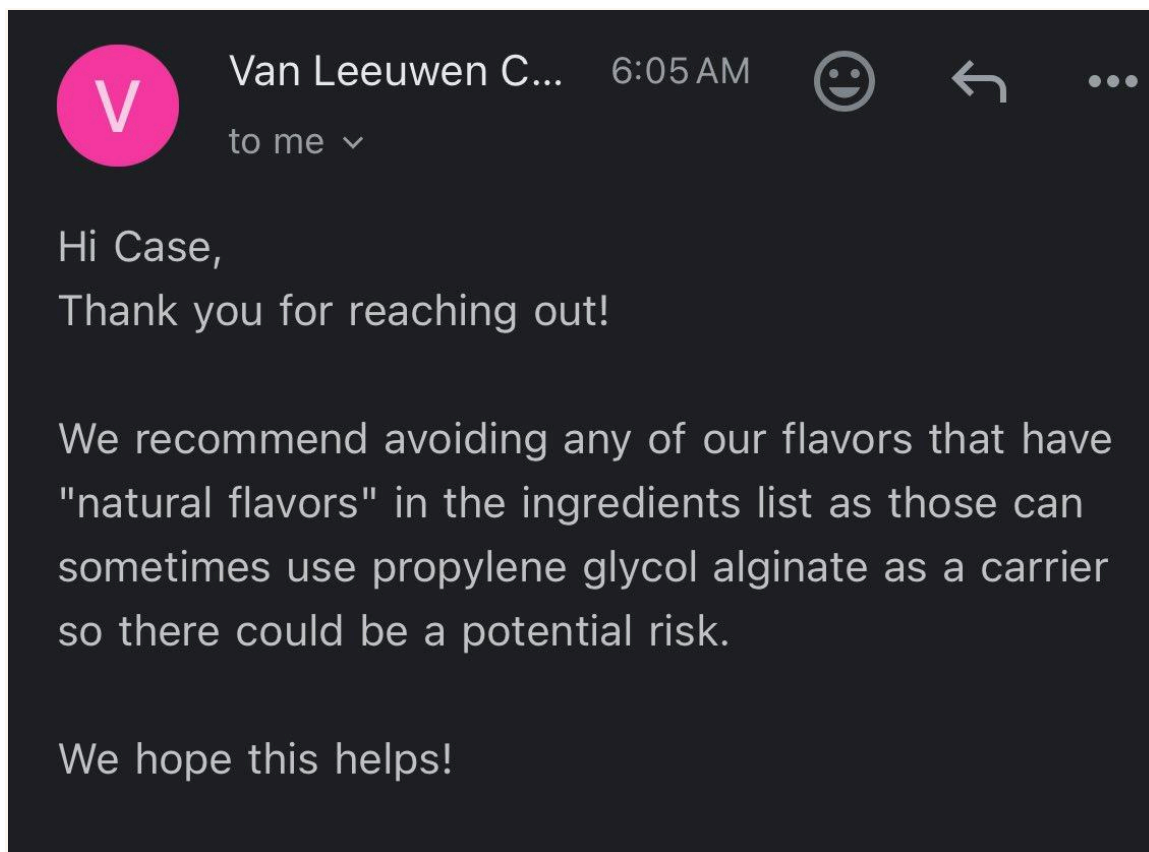 V
Van Leeuwen C... 6:05 AM
to me
Hi Case,
Thank you for reaching out!
We recommend avoiding any of our flavors that have
"natural flavors" in the ingredients list as those can
sometimes use propylene glycol alginate as a carrier
so there could be a potential risk.
We hope this helps!